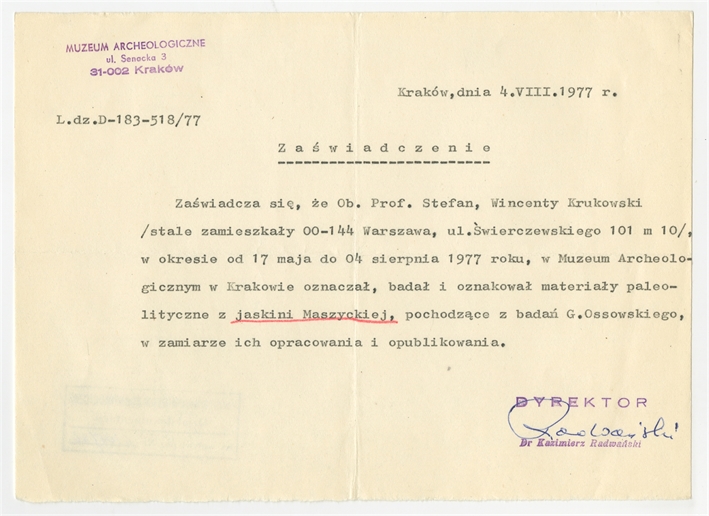 MUZEUM ARCHEOLOGICZNE
ul. Senacka 3
31-002 Kraków
Kraków,dnia 4.VIII.1977 r.
L.dz.D-183-518/77
Zaświadczenie
Zaświadcza się, że Ob. Prof. Stefan, Wincenty Krukowski
/stale zamieszkały 00-144 Warszawa, ul.Świerczewskiego 101 m 10/,
w okresie od 17 maja do 04 sierpnia 1977 roku, w Muzeum Archeolo-
gicznym w Krakowie oznaczał, badał i oznakował materiały paleo-
lityczne z jaskini Maszyckiej, pochodzące z badań G.Ossowskiego,
w zamiarze ich opracowania i opublikowania.
DYREKTOR
Radwański
Dr Kazimierz Radwański